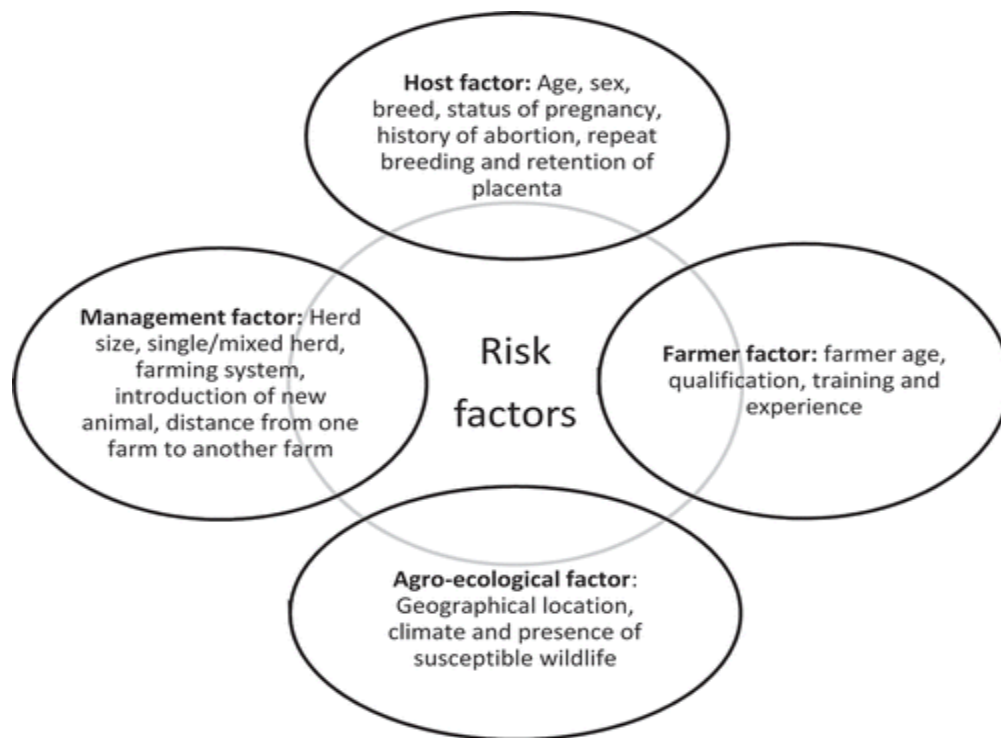 Host factor: Age, sex,
breed, status of pregnancy,
history of abortion, repeat
breeding and retention of
placenta
Management factor: Herd
size, single/mixed herd,
farming system,
introduction of new
animal, distance from one
farm to another farm
Risk
factors
Farmer factor: farmer age,
qualification, training and
experience
Agro-ecological factor:
Geographical location,
climate and presence of
susceptible wildlife